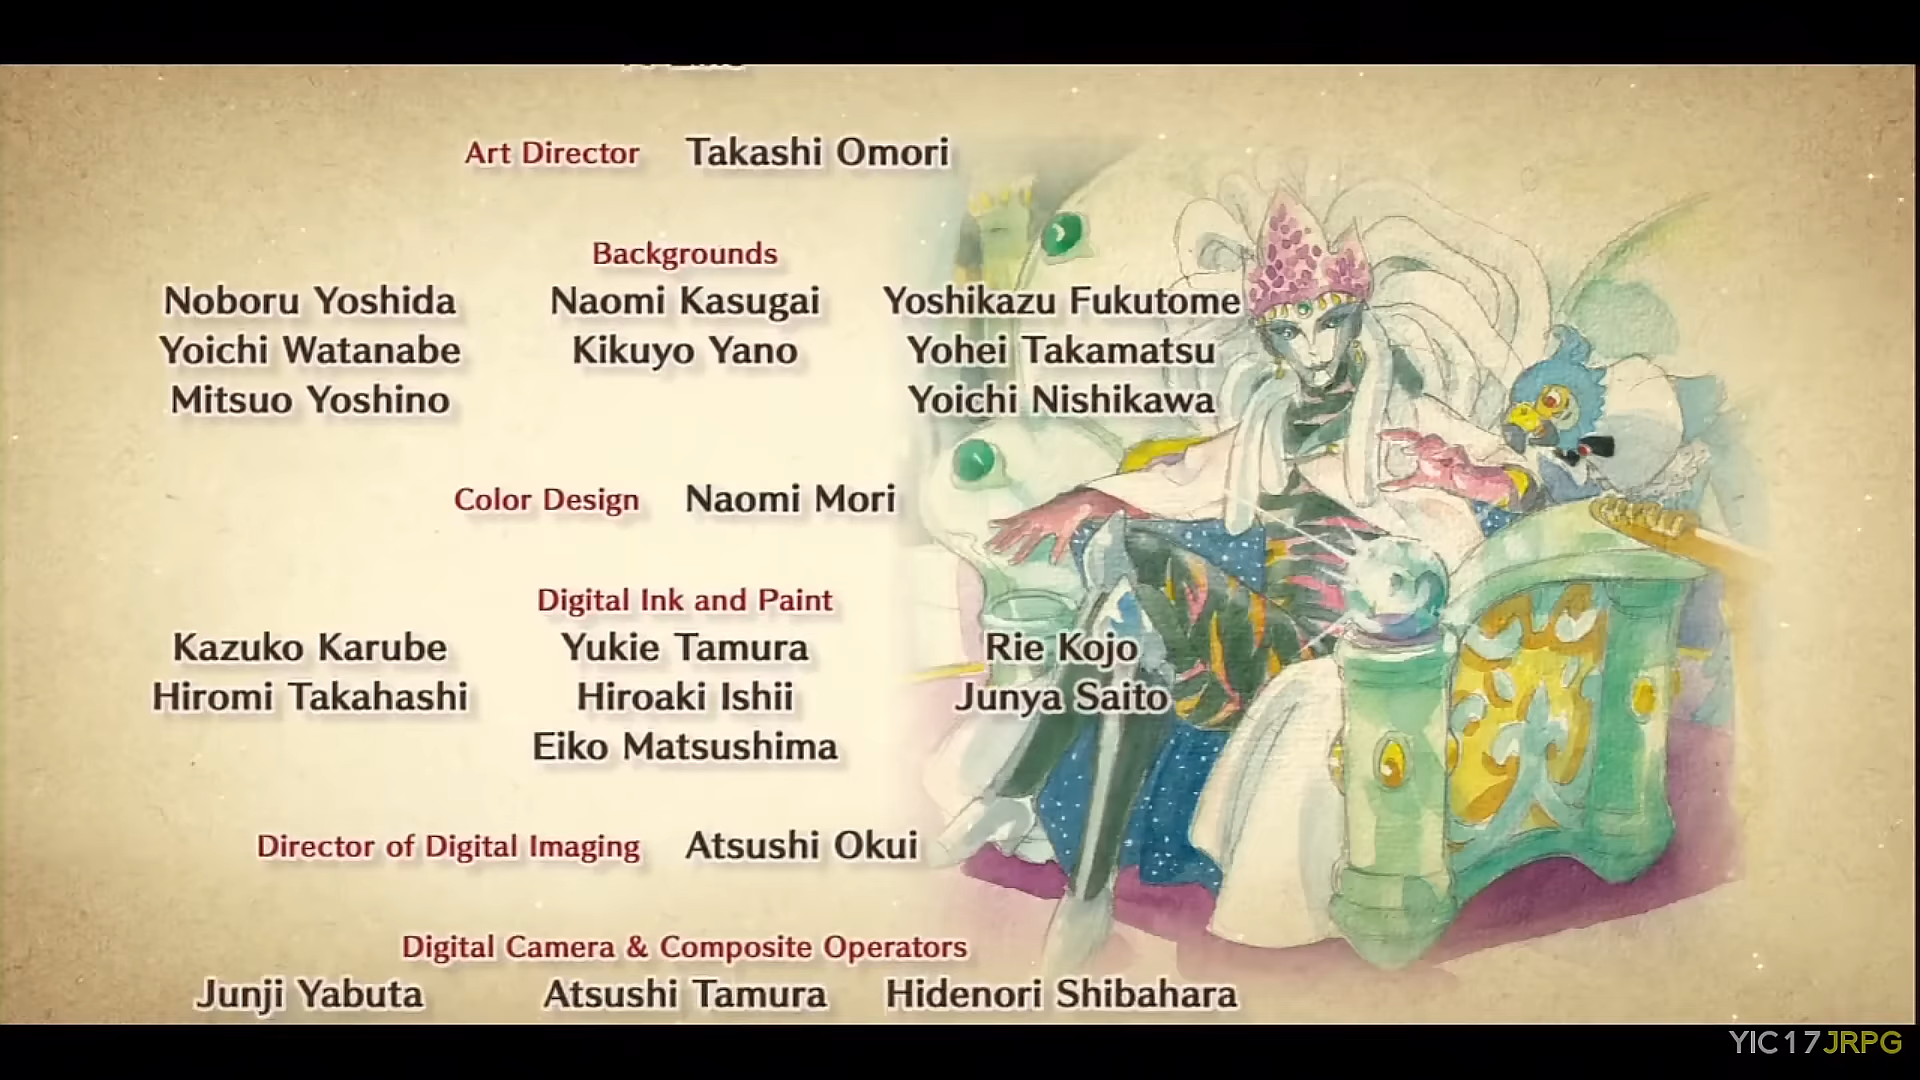 Art Director Takashi Omori
Backgrounds
Noboru Yoshida Naomi Kasugai Yoshikazu Fukutome
Yoichi Watanabe Kikuyo Yano Yohei Takamatsu
Mitsuo Yoshino Yoichi Nishikawa
Color Design Naomi Mori
Digital Ink and Paint
Kazuko Karube Yukie Tamura Rie Kojo
Hiromi Takahashi Hiroaki Ishii Junya Saito
Eiko Matsushima
Director of Digital Imaging Atsushi Okui
Digital Camera & Composite Operators
Junji Yabuta Atsushi Tamura Hidenori Shibahara
YIC17JRPG